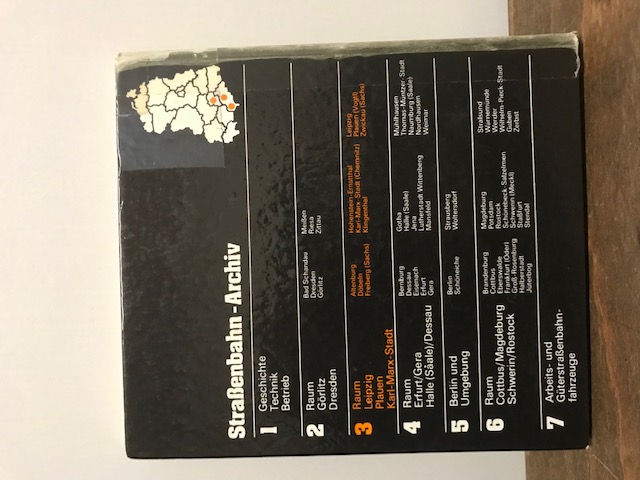 Straßenbahn-Archiv
1
Geschichte
Technik
Betrieb
2
Raum
Görlitz
Dresden
Bad Schandau
Dresden
Görlitz
Meißen
Riesa
Zittau
3
Raum
Leipzig
Plauen
Karl-Marx-Stadt
Altenburg
Döbeln
Freiberg (Sachs)
Hohenstein-Ernstthal
Karl-Marx-Stadt (Chemnitz)
Klingenthal
Leipzig
Plauen (Vogtl)
Zwickau (Sachs)
4
Raum
Erfurt/Gera
Halle (Saale)/Dessau
Bernburg
Dessau
Eisenach
Erfurt
Gera
Gotha
Halle (Saale)
Jena
Lutherstadt Wittenberg
Mansfeld
Mühlhausen
Thomas-Müntzer-Stadt
Naumburg (Saale)
Nordhausen
Weimar
5
Berlin und
Umgebung
Berlin
Schöneiche
Strausberg
Woltersdorf
6
Raum
Cottbus/Magdeburg
Schwerin/Rostock
Brandenburg
Cottbus
Eberswalde
Frankfurt (Oder)
Groß-Rosenburg
Halberstadt
Jüterbog
Magdeburg
Potsdam
Rostock
Schönebeck-Salzelmen
Schwerin (Meckl)
Staßfurt
Stendal
Stralsund
Warnemünde
Werder
Wilhelm-Pieck-Stadt
Guben
Zerbst
7
Arbeits- und
Güterstraßenbahn-
fahrzeuge